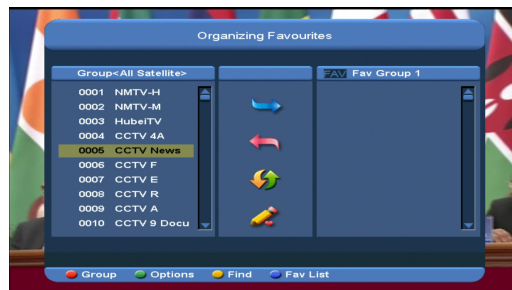 Organizing Favourites
Group<All Satellite>
0001 NMTV-H
0002 NMTV-M
0003 HubeiTV
0004 CCTV 4A
0005 CCTV News
0006 CCTV F
0007 CCTV E
0008 CCTV R
0009 CCTV A
0010 CCTV 9 Docu
FAV Fav Group 1
Group Options Find Fav List